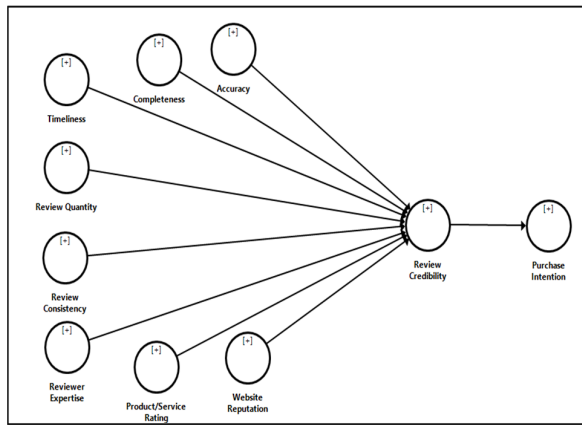 [+]
Accuracy
[+]
Completeness
[+]
Timeliness
[+]
Review Quantity
[+]
Review
Consistency
[+]
Reviewer
Expertise
[+]
Product/Service
Rating
[+]
Website
Reputation
[+]
Review
Credibility
[+]
Purchase
Intention